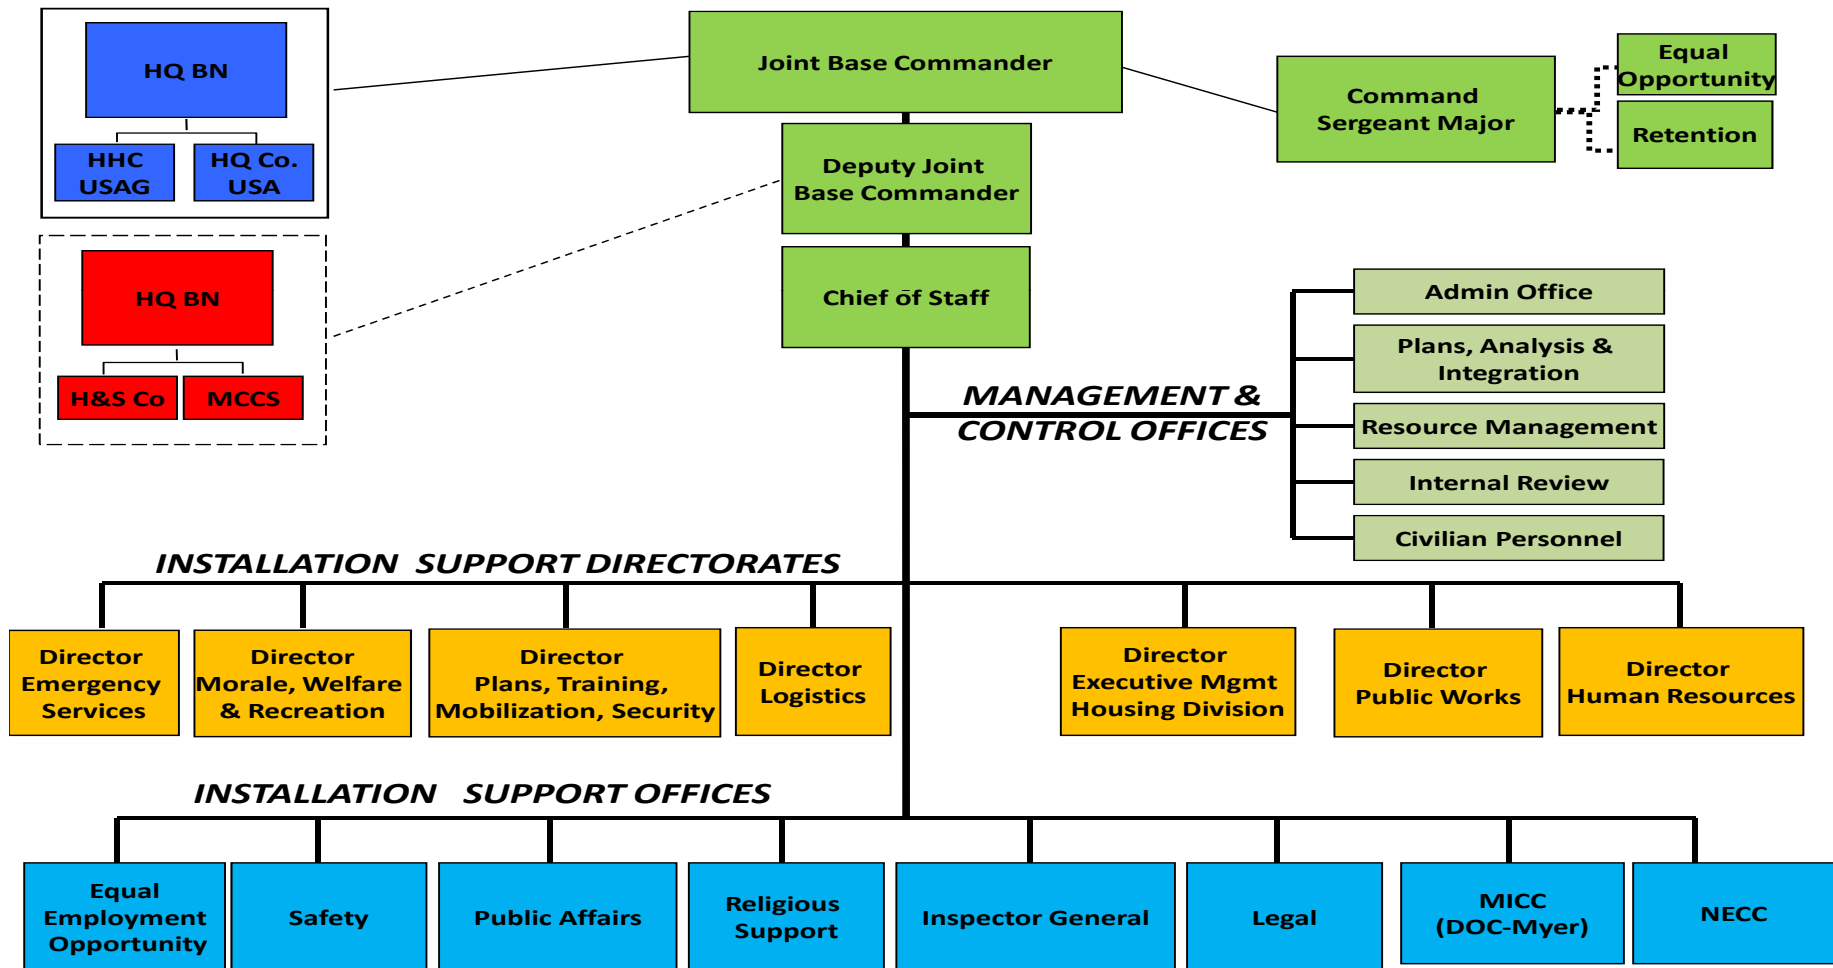 HQ BN
HHC
USAG
HQ Co.
USA
Joint Base Commander
Command
Sergeant Major
Equal
Opportunity
Retention
Deputy Joint
Base Commander
HQ BN
H&S Co
MCCS
Chief of Staff
MANAGEMENT &
CONTROL OFFICES
Admin Office
Plans, Analysis &
Integration
Resource Management
Internal Review
Civilian Personnel
INSTALLATION SUPPORT DIRECTORATES
Director
Emergency
Services
Director
Morale, Welfare
& Recreation
Director
Plans, Training,
Mobilization, Security
Director
Logistics
Director
Executive Mgmt
Housing Division
Director
Public Works
Director
Human Resources
INSTALLATION SUPPORT OFFICES
Equal
Employment
Opportunity
Safety
Public Affairs
Religious
Support
Inspector General
Legal
MICC
(DOC-Myer)
NECC